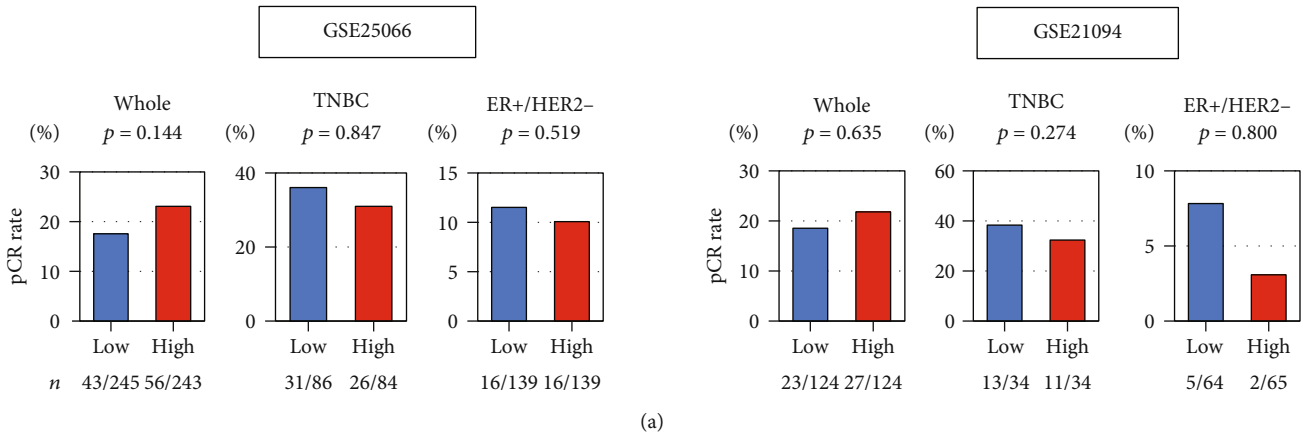 GSE25066
GSE21094
Whole
TNBC
ER+/HER2–
Whole
TNBC
ER+/HER2–
(%)
p = 0.144
(%)
p = 0.847
(%)
p = 0.519
(%)
p = 0.635
(%)
p = 0.274
(%)
p = 0.800
pCR rate
30
20
10
0
40
20
0
15
10
5
0
pCR rate
30
20
10
0
60
40
20
0
10
5
0
Low High
Low High
Low High
Low High
Low High
Low High
n 43/245 56/243
31/86 26/84
16/139 16/139
23/124 27/124
13/34 11/34
5/64 2/65
(a)